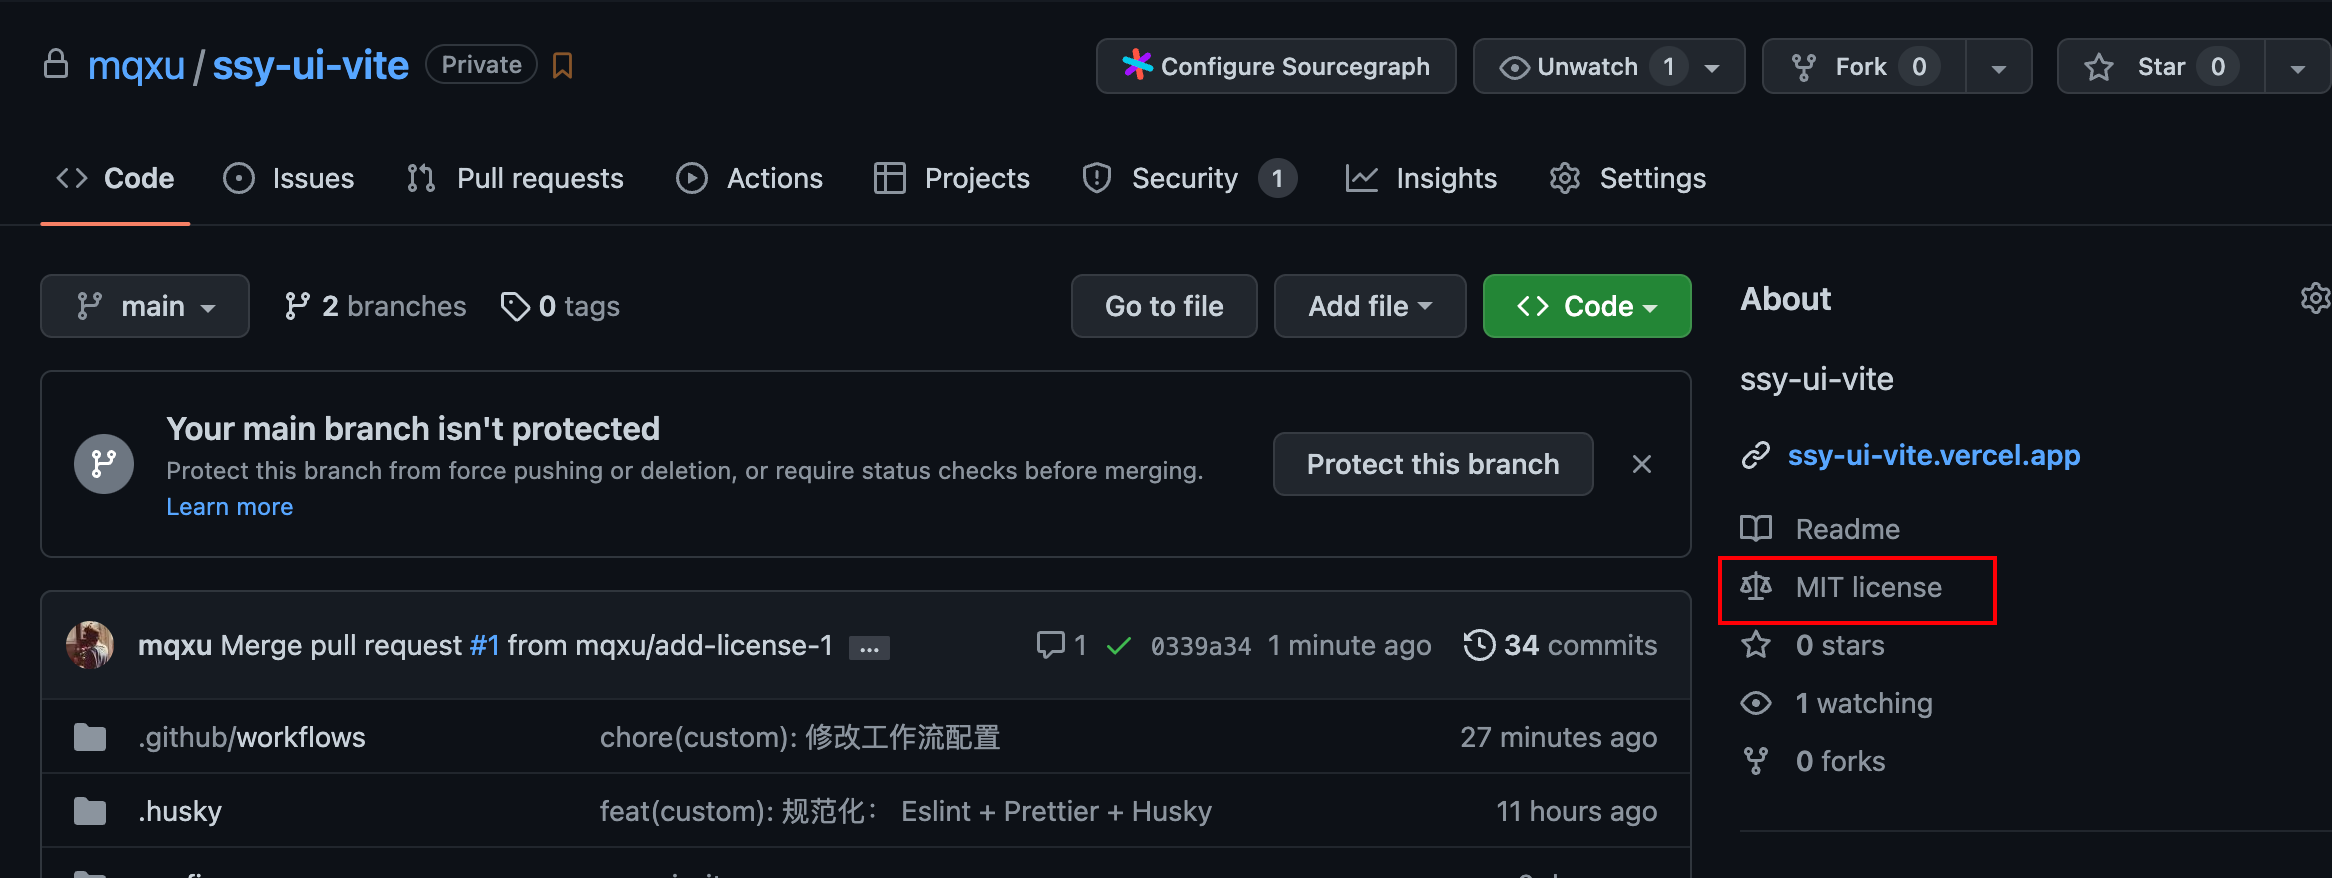 mqxu / ssy-ui-vite Private
Configure Sourcegraph Unwatch 1 Fork 0 Star 0
Code Issues Pull requests Actions Projects Security 1 Insights Settings
main 2 branches 0 tags Go to file Add file Code
Your main branch isn't protected
Protect this branch from force pushing or deletion, or require status checks before merging.
Learn more
Protect this branch
mqxu Merge pull request #1 from mqxu/add-license-1 ... 1 0339a34 1 minute ago 34 commits
.github/workflows chore(custom): 修改工作流配置 27 minutes ago
.husky feat(custom): 规范化： Eslint + Prettier + Husky 11 hours ago
About
ssy-ui-vite
ssy-ui-vite.vercel.app
Readme
MIT license
0 stars
1 watching
0 forks